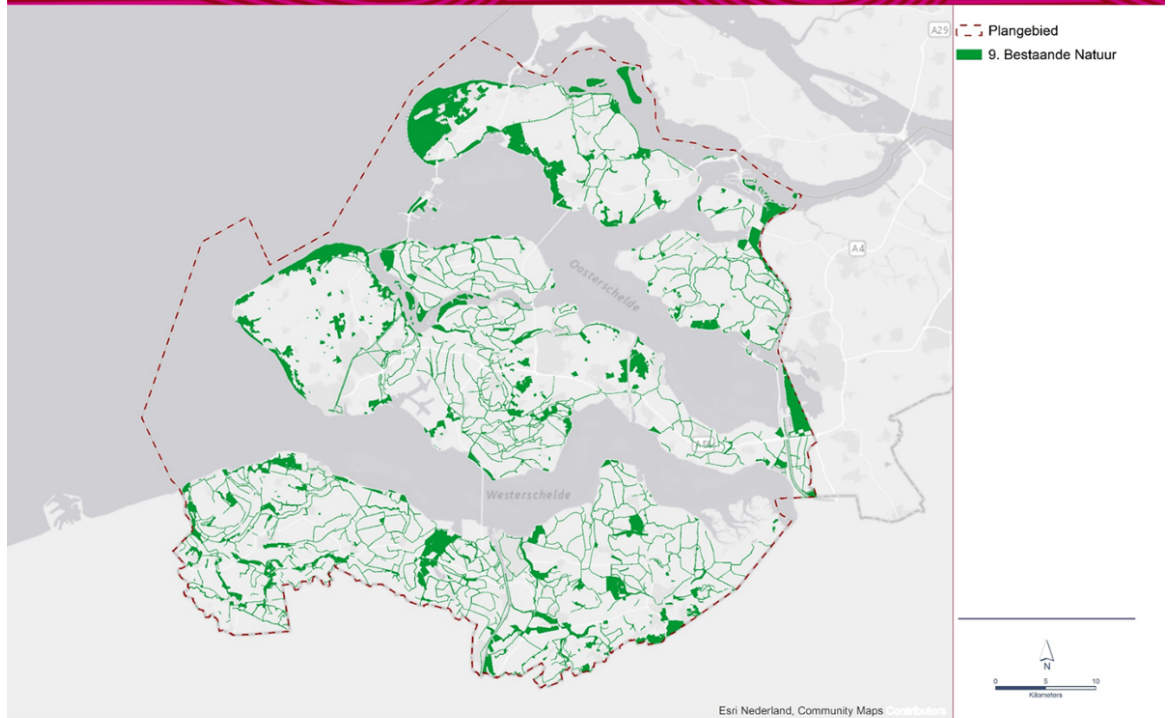 A29
Plangebied
9. Bestaande Natuur
A4
Oosterschelde
Westerschelde
N
0 5 10
Kilometers
Esri Nederland, Community Maps Contributors